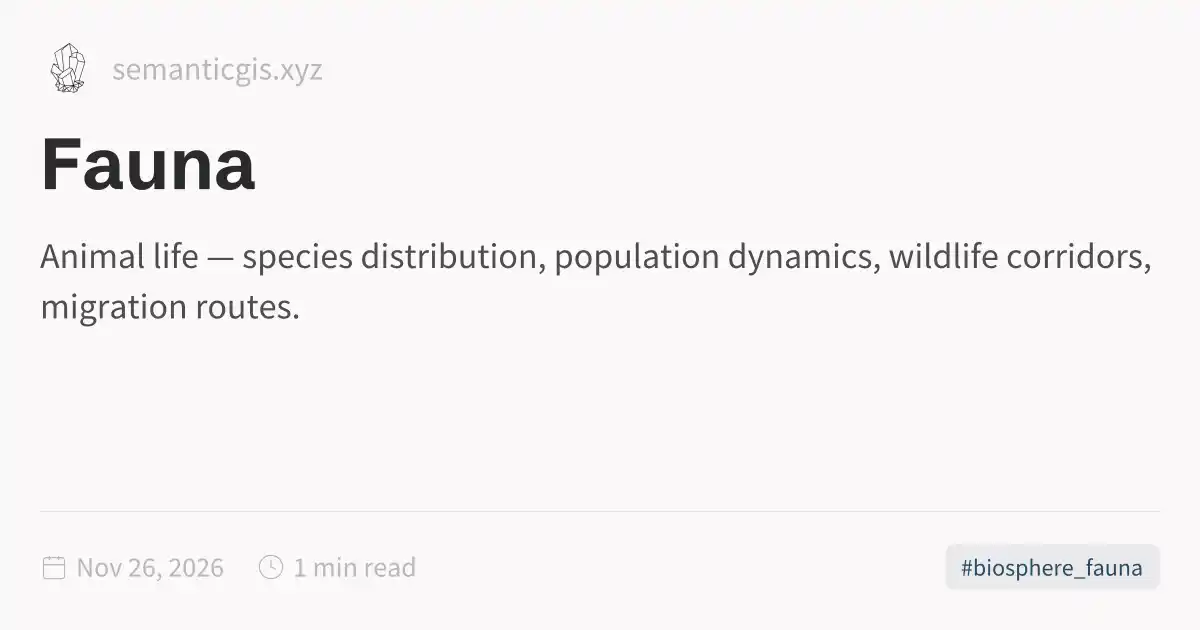 semanticgis.xyz
Fauna
Animal life — species distribution, population dynamics, wildlife corridors,
migration routes.
Nov 26, 2026 1 min read #biosphere_fauna